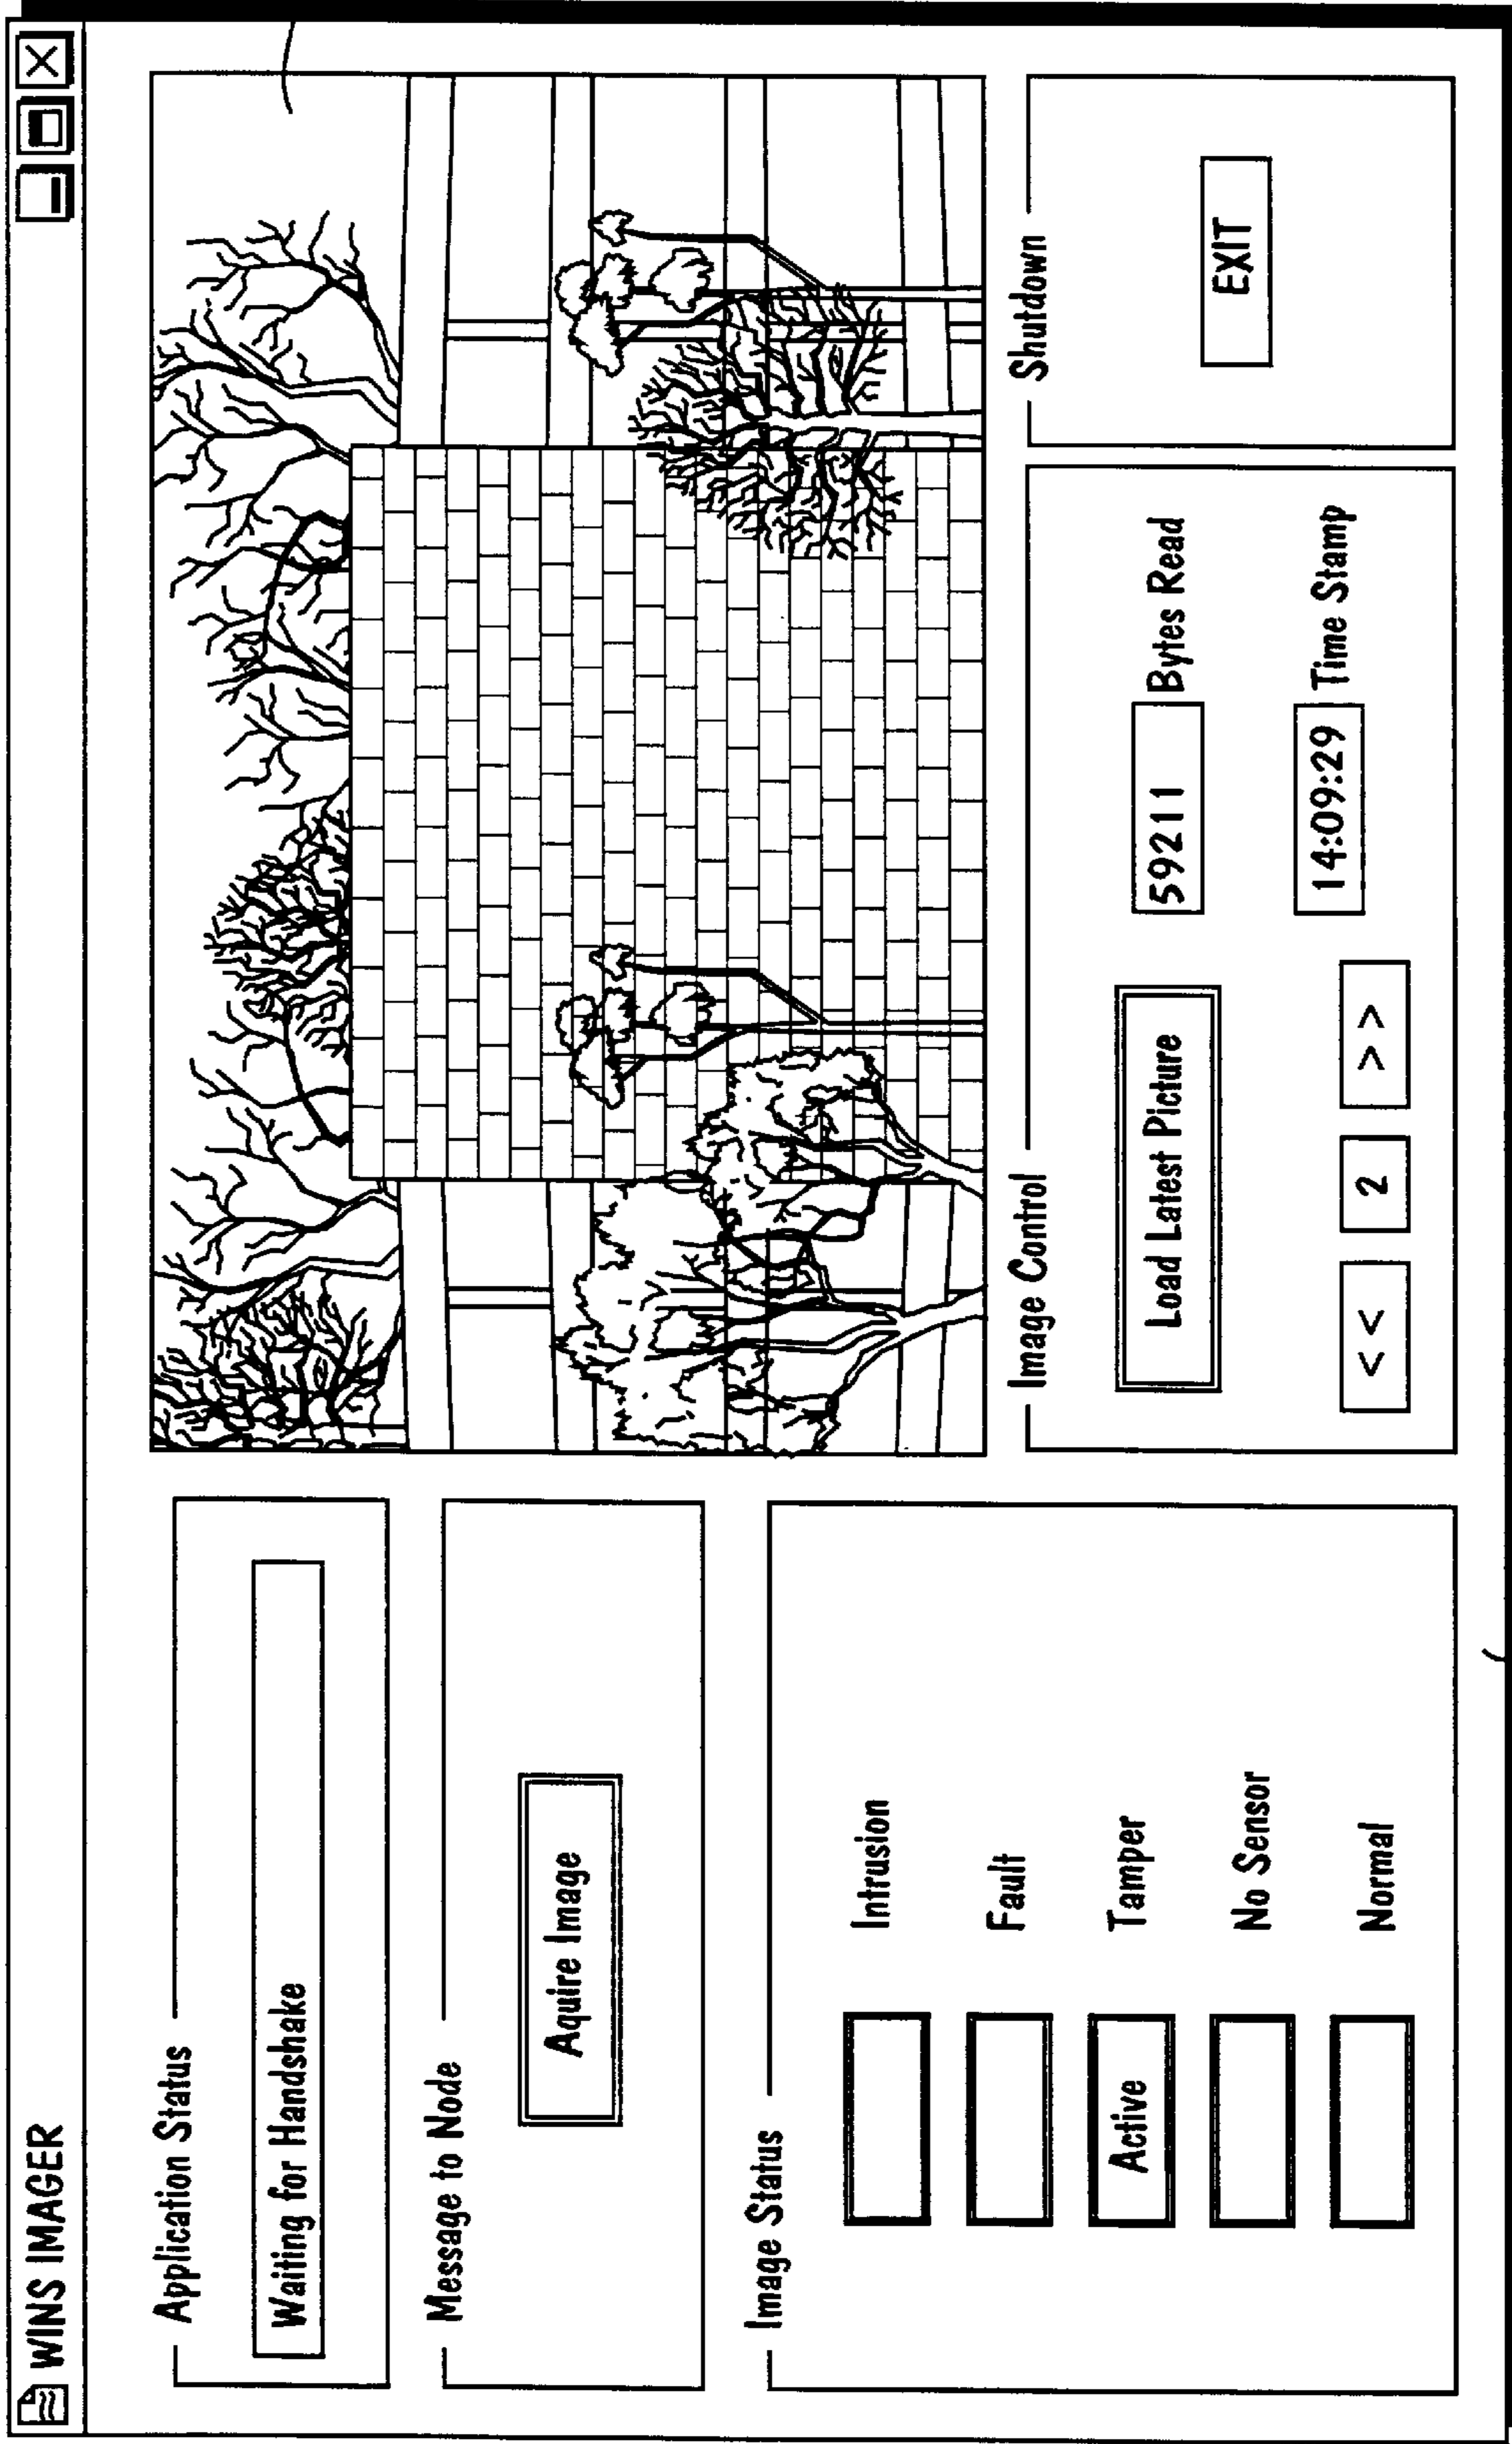 WINS IMAGER
Application Status
Waiting for Handshake
Message to Node
Aquire Image
Image Status
Intrusion
Fault
Active Tamper
No Sensor
Normal
Image Control
Load Latest Picture
59211 Bytes Read
<< 2 >>
14:09:29 Time Stamp
Shutdown
EXIT